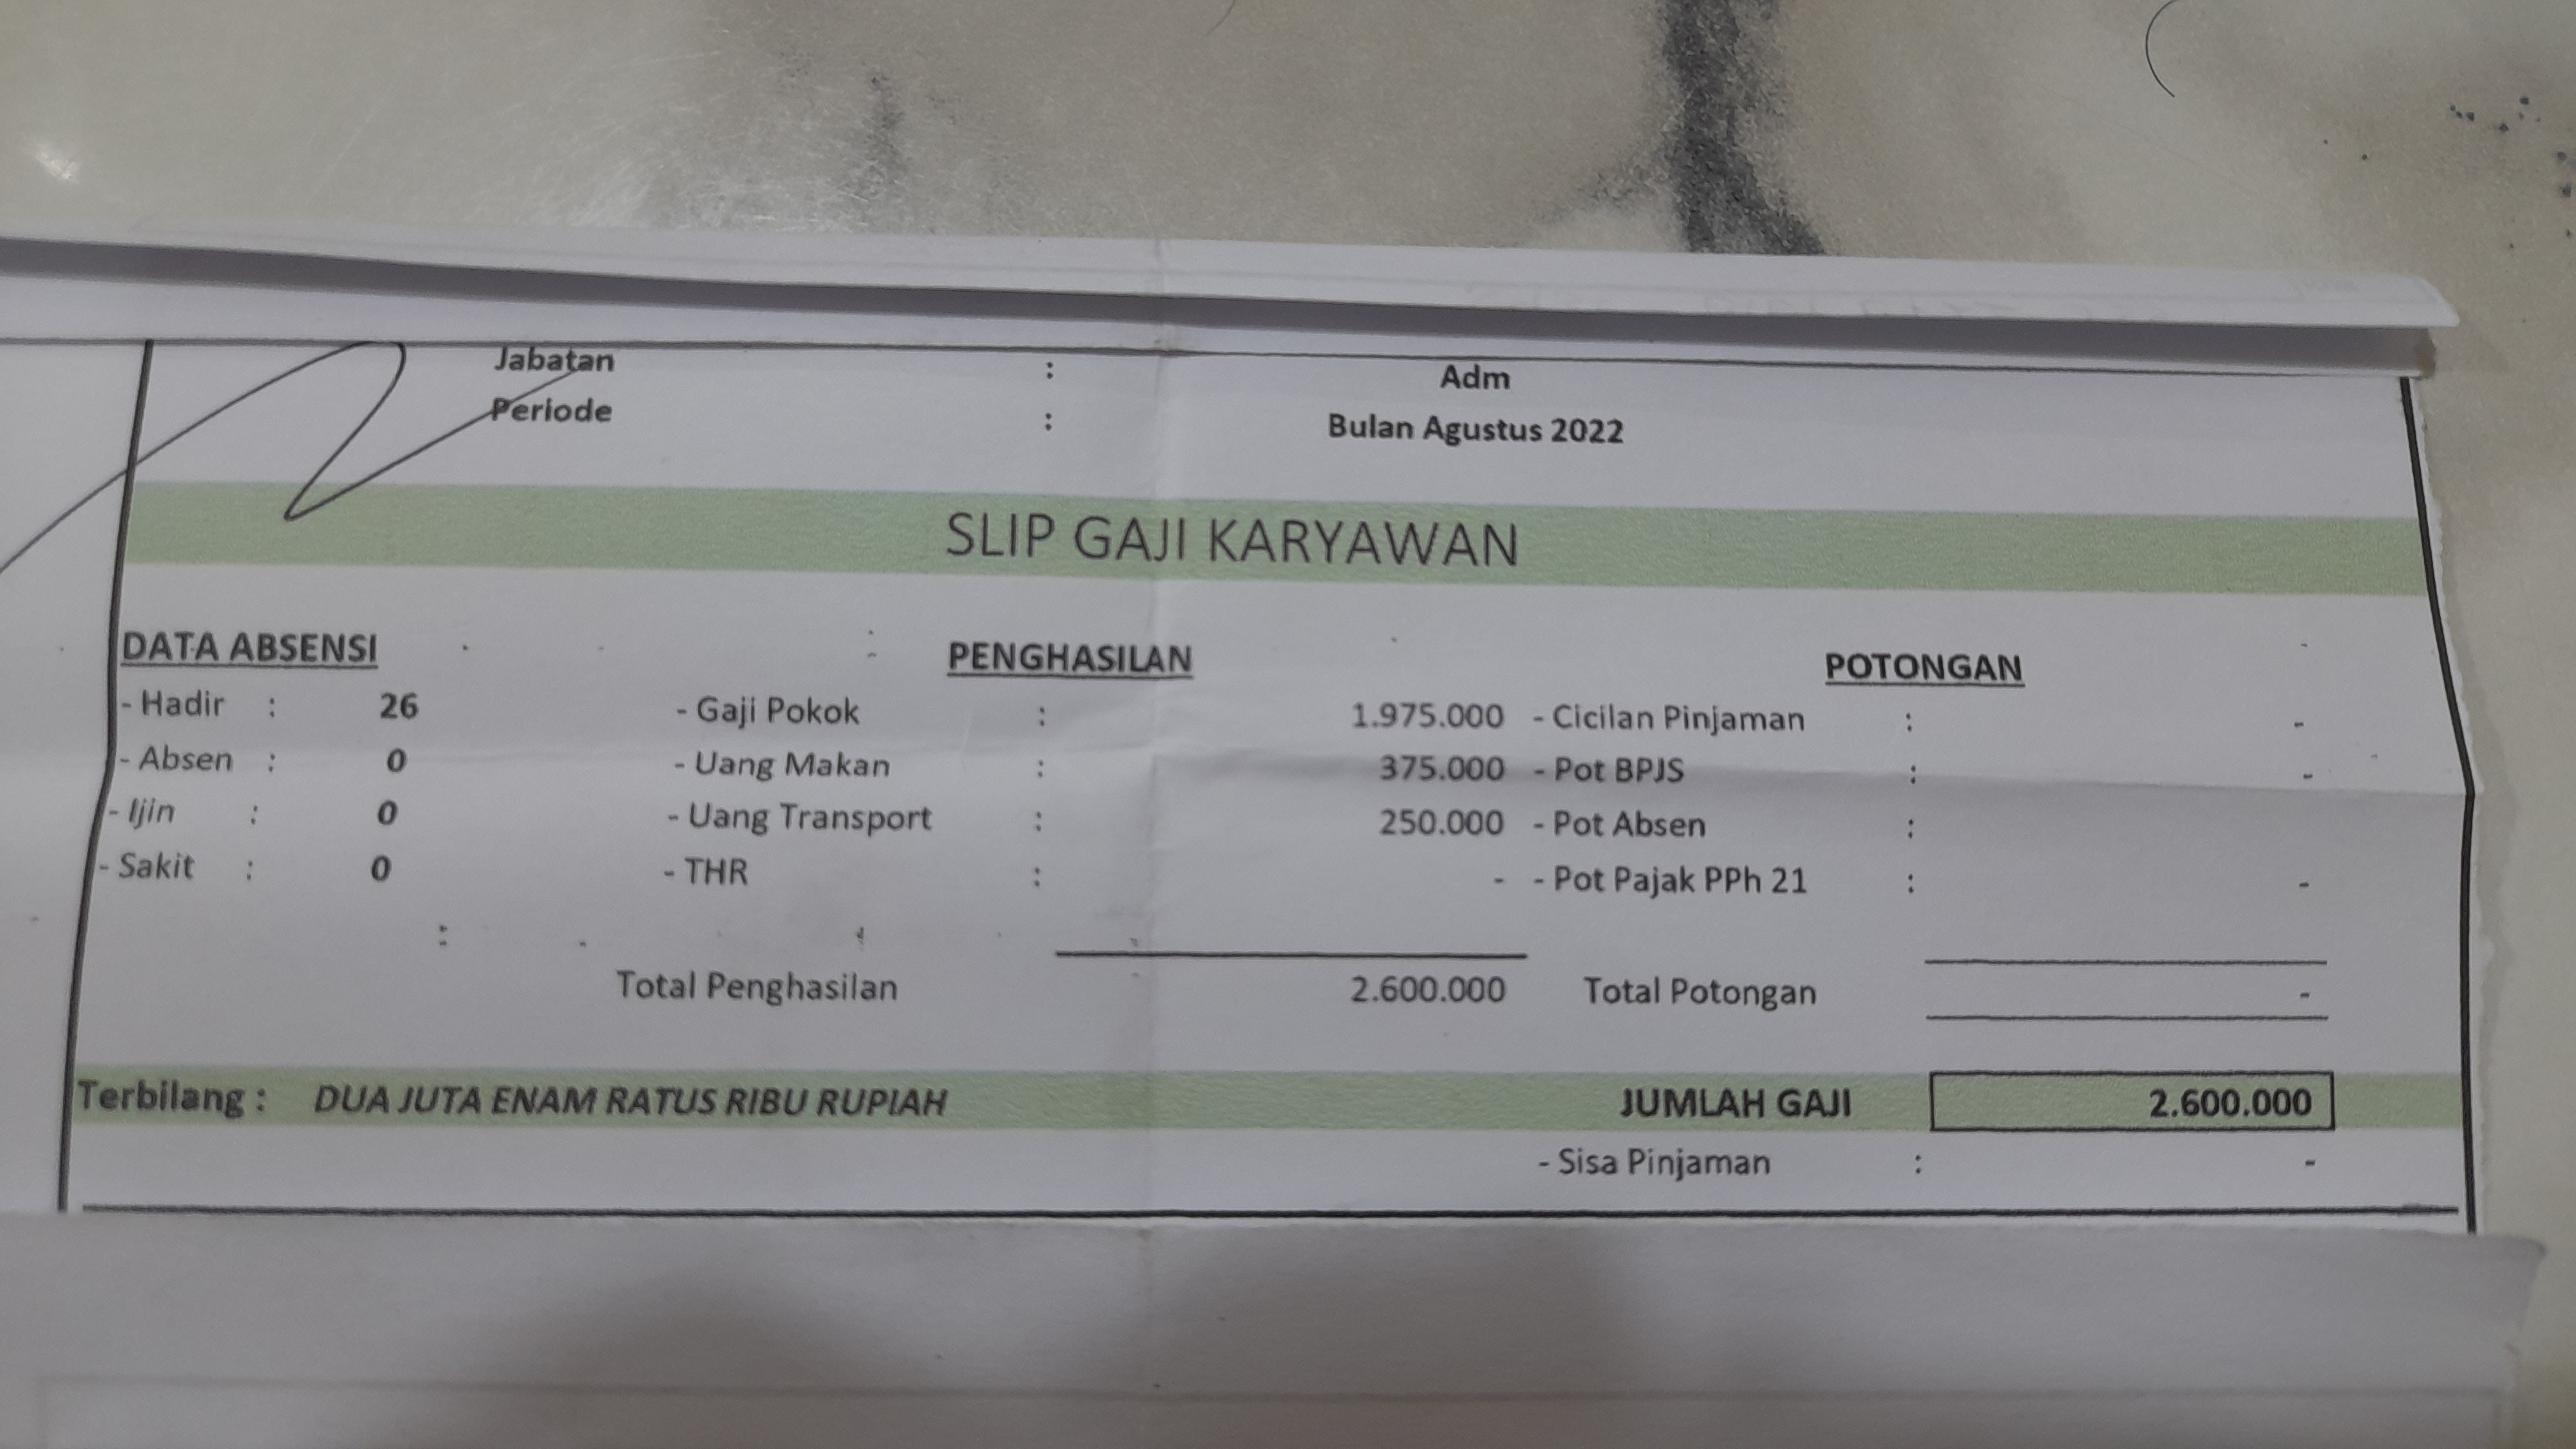 Jabatan : Adm
Periode : Bulan Agustus 2022
SLIP GAJI KARYAWAN
DATA ABSENSI PENGHASILAN POTONGAN
- Hadir : 26 - Gaji Pokok : 1.975.000 - Cicilan Pinjaman : -
- Absen : 0 - Uang Makan : 375.000 - Pot BPJS : -
- Ijin : 0 - Uang Transport : 250.000 - Pot Absen :
- Sakit : 0 - THR : - - Pot Pajak PPh 21 : -
Total Penghasilan 2.600.000 Total Potongan -
Terbilang : DUA JUTA ENAM RATUS RIBU RUPIAH JUMLAH GAJI 2.600.000
- Sisa Pinjaman : -